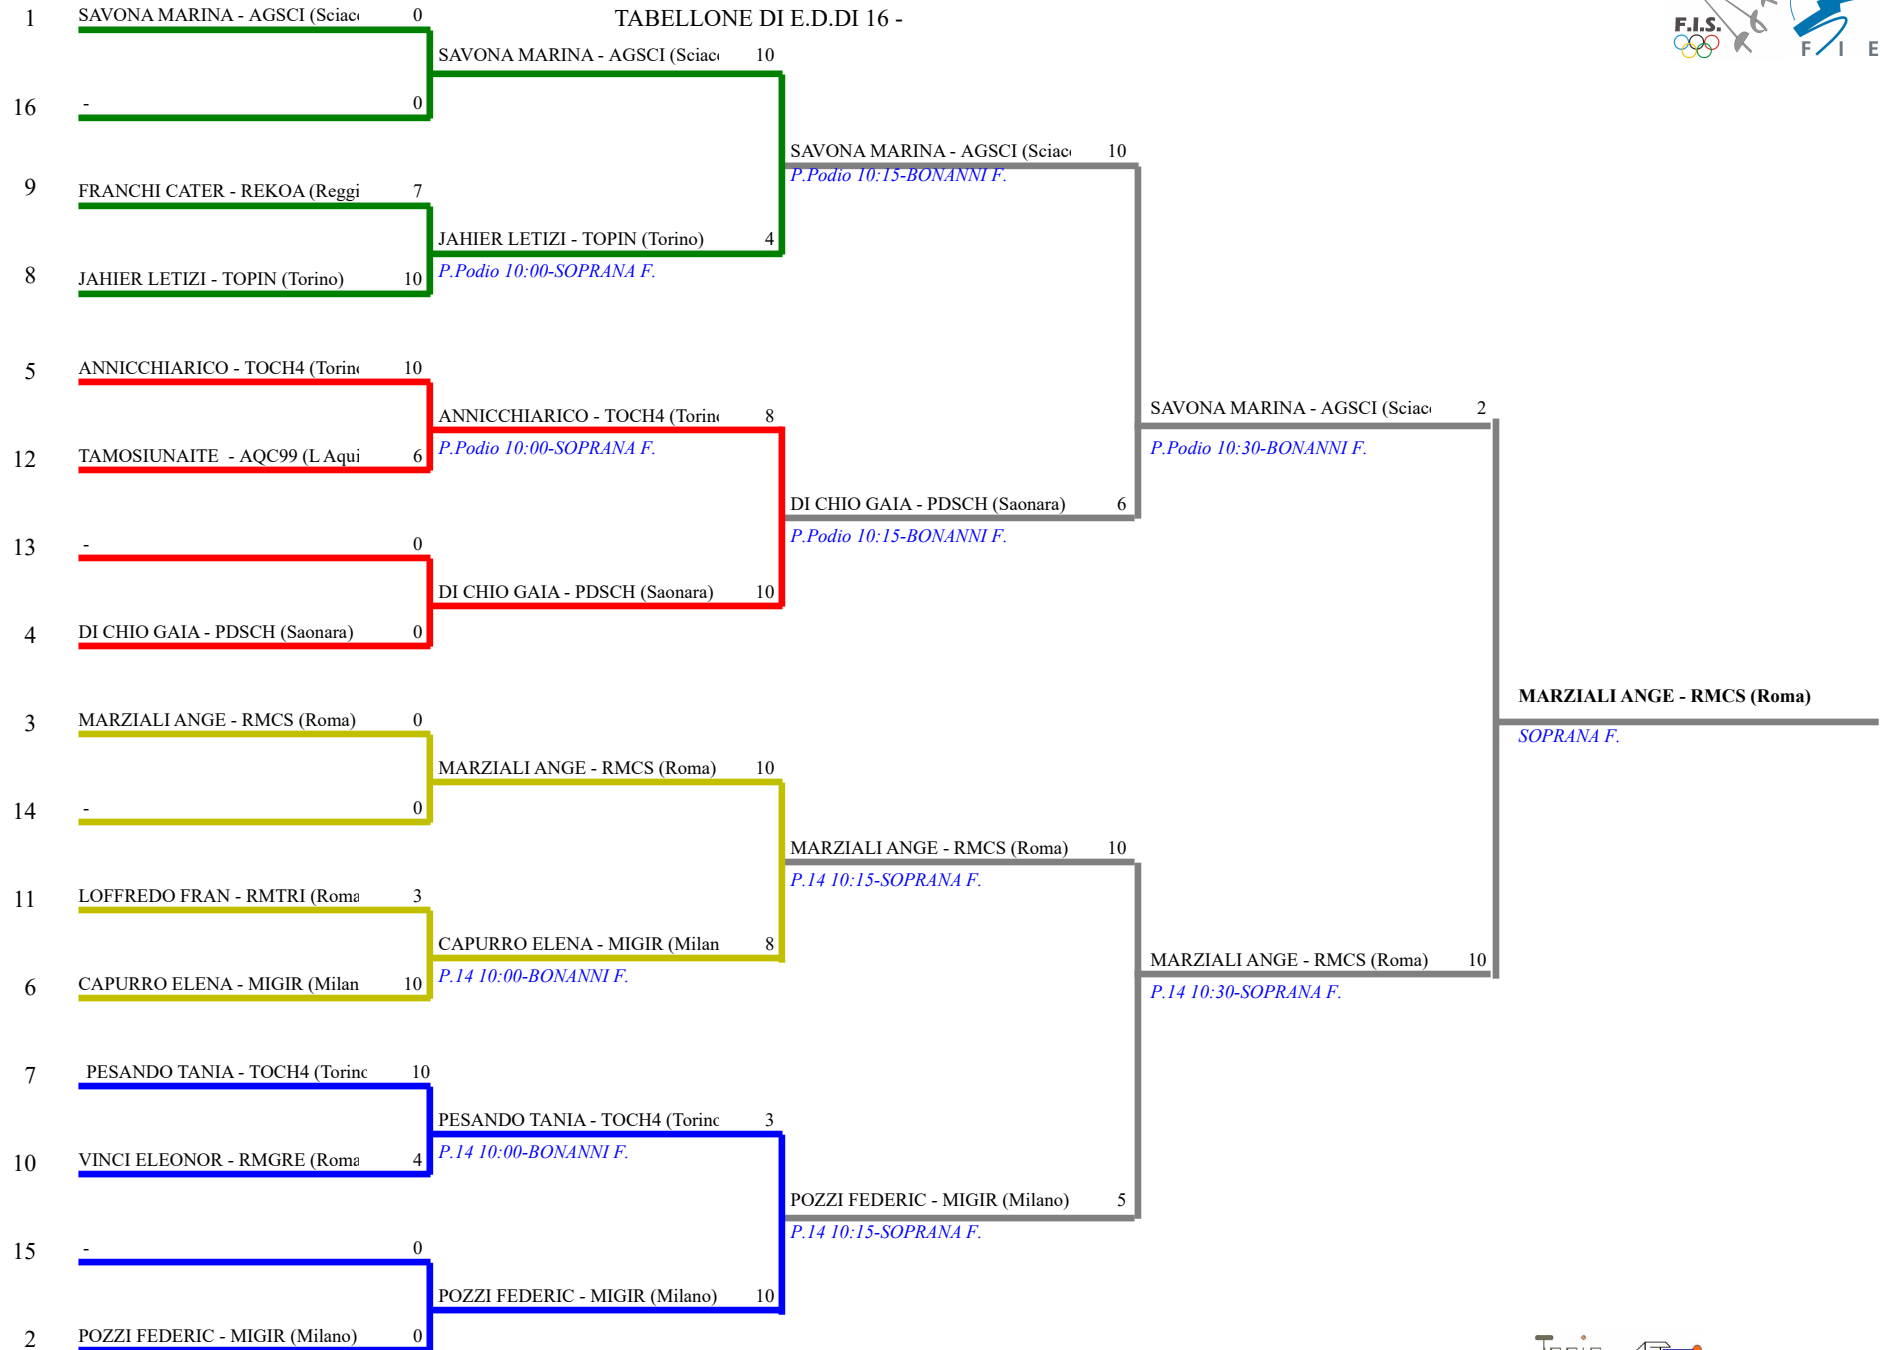 TABELLONE DI E.D.DI 16 -
F.I.S.
F I E
1 SAVONA MARINA - AGSCI (Sciac 0
SAVONA MARINA - AGSCI (Sciac 10
16 - 0
SAVONA MARINA - AGSCI (Sciac 10
P.Podio 10:15-BONANNI F.
9 FRANCHI CATER - REKOA (Reggi 7
JAHIER LETIZI - TOPIN (Torino) 4
P.Podio 10:00-SOPRANA F.
8 JAHIER LETIZI - TOPIN (Torino) 10
5 ANNICCHIARICO - TOCH4 (Torin 10
ANNICCHIARICO - TOCH4 (Torin 8
P.Podio 10:00-SOPRANA F.
SAVONA MARINA - AGSCI (Sciac 2
P.Podio 10:30-BONANNI F.
12 TAMOSIUNAITE - AQC99 (L Aqui 6
DI CHIO GAIA - PDSCH (Saonara) 6
P.Podio 10:15-BONANNI F.
13 - 0
DI CHIO GAIA - PDSCH (Saonara) 10
4 DI CHIO GAIA - PDSCH (Saonara) 0
MARZIALI ANGE - RMCS (Roma)
SOPRANA F.
3 MARZIALI ANGE - RMCS (Roma) 0
MARZIALI ANGE - RMCS (Roma) 10
14 - 0
MARZIALI ANGE - RMCS (Roma) 10
P.14 10:15-SOPRANA F.
11 LOFFREDO FRAN - RMTRI (Roma 3
CAPURRO ELENA - MIGIR (Milan 8
P.14 10:00-BONANNI F.
MARZIALI ANGE - RMCS (Roma) 10
P.14 10:30-SOPRANA F.
6 CAPURRO ELENA - MIGIR (Milan 10
7 PESANDO TANIA - TOCH4 (Torino 10
PESANDO TANIA - TOCH4 (Torino 3
P.14 10:00-BONANNI F.
10 VINCI ELEONOR - RMGRE (Roma 4
POZZI FEDERIC - MIGIR (Milano) 5
P.14 10:15-SOPRANA F.
15 - 0
POZZI FEDERIC - MIGIR (Milano) 10
2 POZZI FEDERIC - MIGIR (Milano) 0